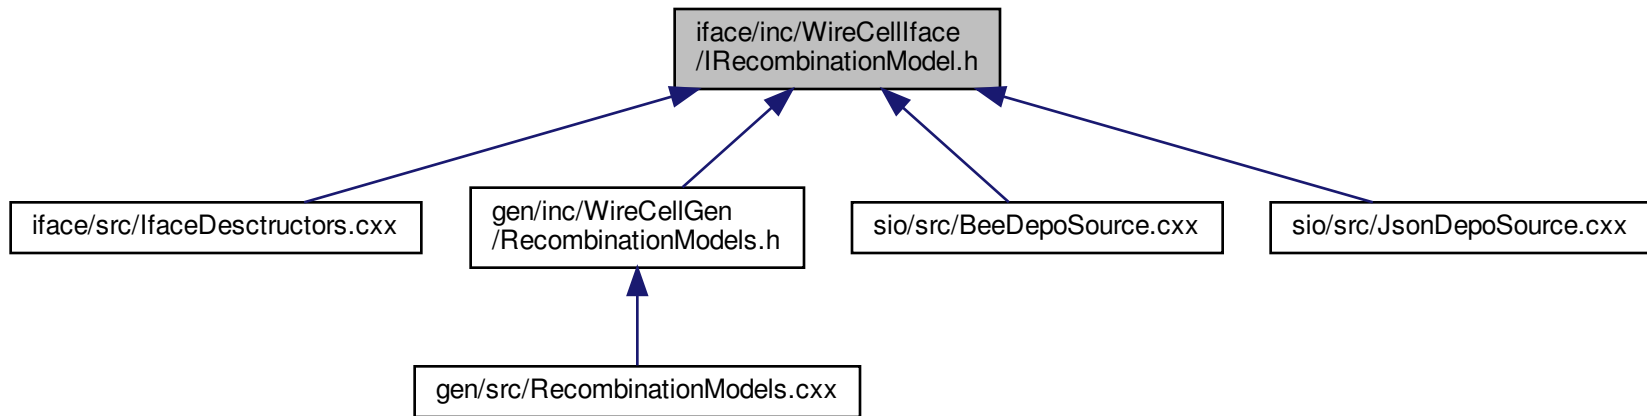 iface/inc/WireCellIface
/IRecombinationModel.h
iface/src/IfaceDesctructors.cxx
gen/inc/WireCellGen
/RecombinationModels.h
sio/src/BeeDepoSource.cxx
sio/src/JsonDepoSource.cxx
gen/src/RecombinationModels.cxx